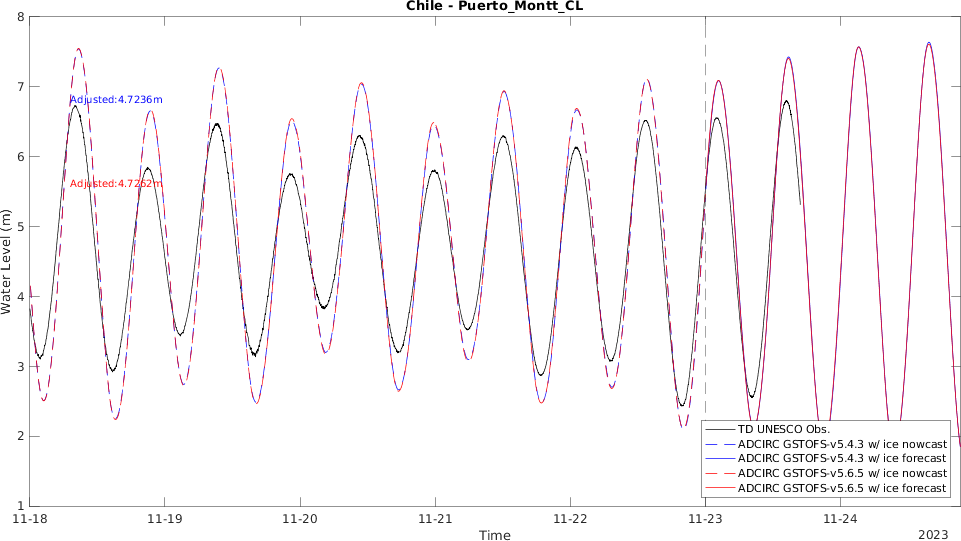 Chile - Puerto_Montt_CL
8
7
6
5
4
3
2
1
Water Level (m)
Adjusted:4.7236m
Adjusted:4.7262m
TD UNESCO Obs.
ADCIRC GSTOFS-v5.4.3 w/ ice nowcast
ADCIRC GSTOFS-v5.4.3 w/ ice forecast
ADCIRC GSTOFS-v5.6.5 w/ ice nowcast
ADCIRC GSTOFS-v5.6.5 w/ ice forecast
11-18 11-19 11-20 11-21 11-22 11-23 11-24
Time
2023